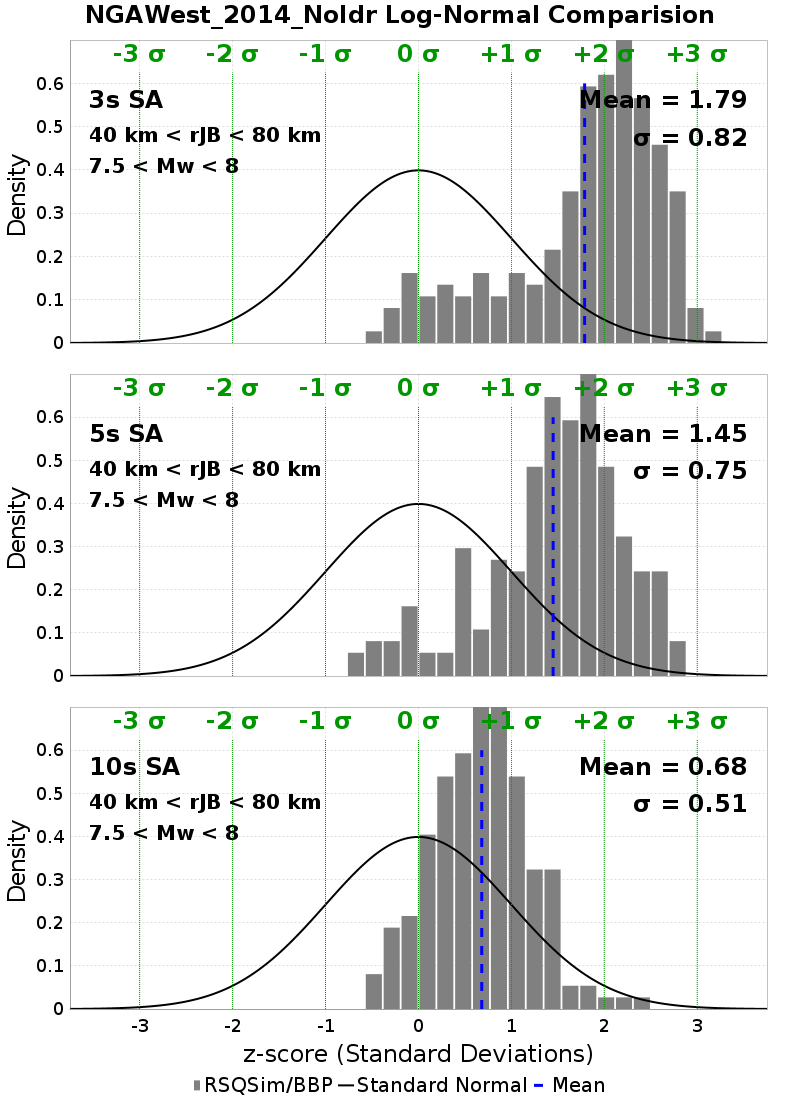 NGAWest_2014_NoIdr Log-Normal Comparision
-3 σ -2 σ -1 σ 0 σ +1 σ +2 σ +3 σ
3s SA
Mean = 1.79
40 km < rJB < 80 km
σ = 0.82
7.5 < Mw < 8
Density
0.6
0.5
0.4
0.3
0.2
0.1
0
-3 σ -2 σ -1 σ 0 σ +1 σ +2 σ +3 σ
5s SA
Mean = 1.45
40 km < rJB < 80 km
σ = 0.75
7.5 < Mw < 8
Density
0.6
0.5
0.4
0.3
0.2
0.1
0
-3 σ -2 σ -1 σ 0 σ +1 σ +2 σ +3 σ
10s SA
Mean = 0.68
40 km < rJB < 80 km
σ = 0.51
7.5 < Mw < 8
Density
0.6
0.5
0.4
0.3
0.2
0.1
0
-3 -2 -1 0 1 2 3
z-score (Standard Deviations)
RSQSim/BBP Standard Normal Mean